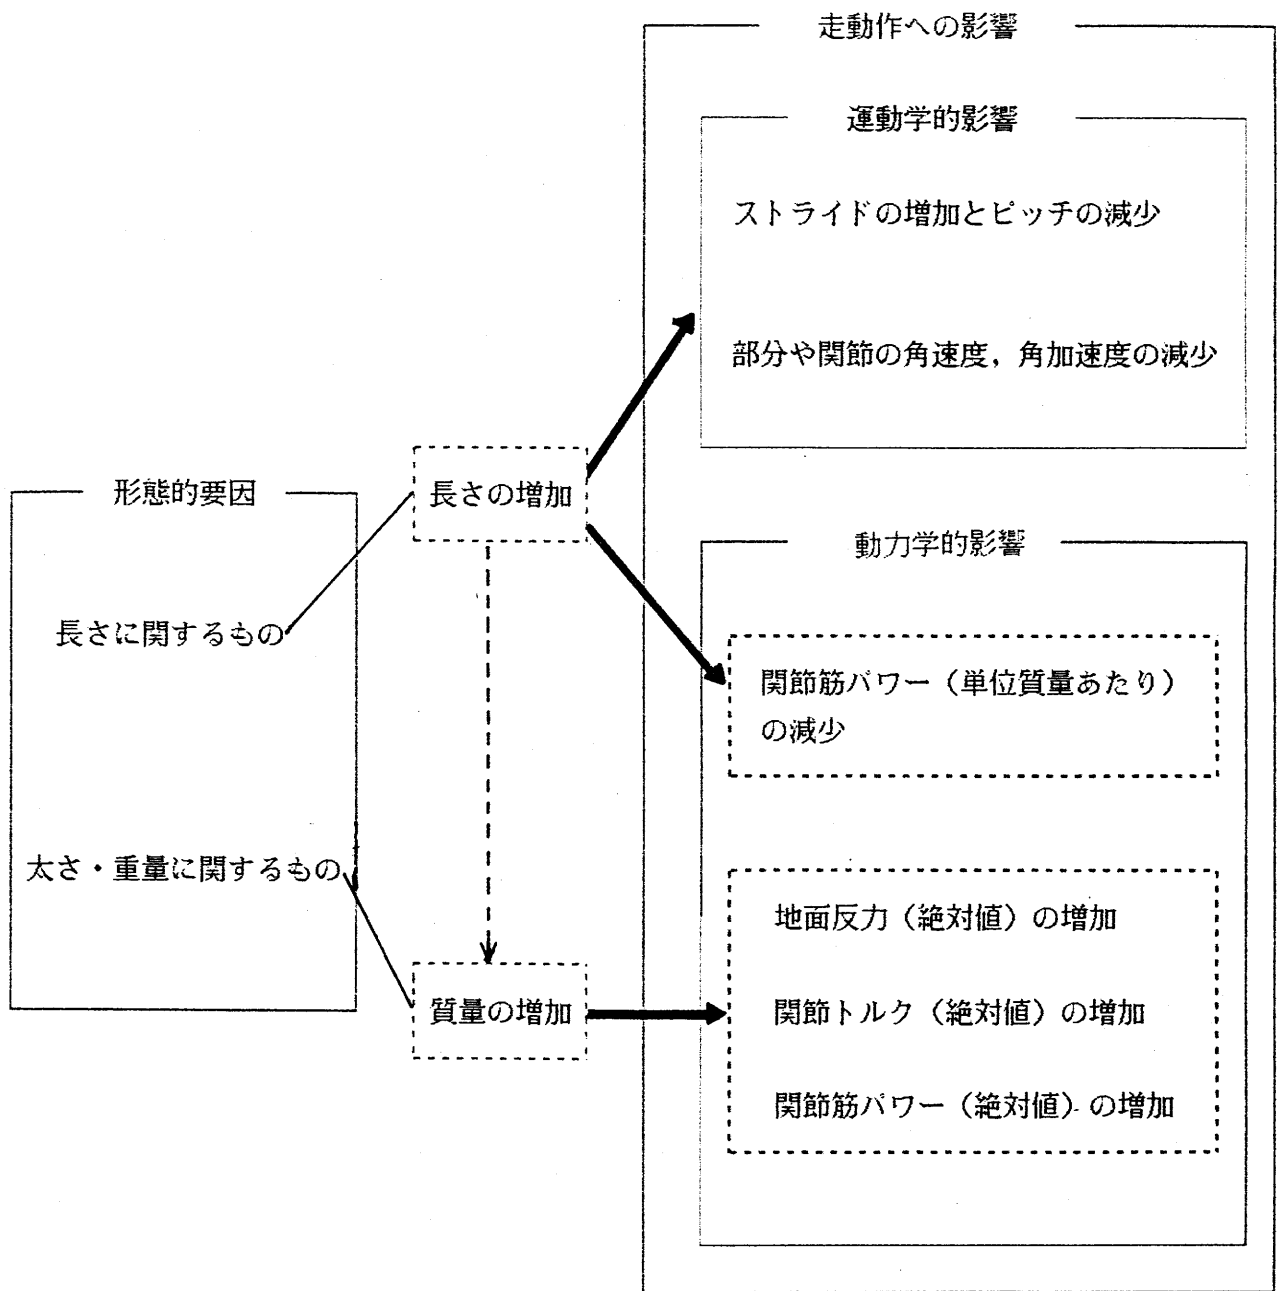 走動作への影響
運動学的影響
ストライドの増加とピッチの減少
部分や関節の角速度，角加速度の減少
形態的要因
長さの増加
長さに関するもの
動力学的影響
関節筋パワー（単位質量あたり）
の減少
太さ・重量に関するもの
質量の増加
地面反力（絶対値）の増加
関節トルク（絶対値）の増加
関節筋パワー（絶対値）の増加